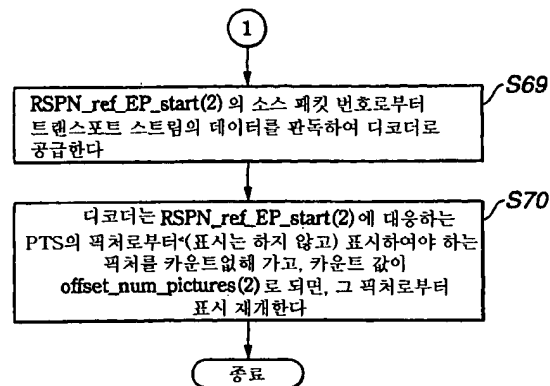 1
S69
RSPN_ref_EP_start(2) 의 소스 패킷 번호로부터
트랜스포트 스트림의 데이터를 판독하여 디코더로
공급한다
S70
디코더는 RSPN_ref_EP_start(2) 에 대응하는
PTS의 픽처로부터“(표시는 하지 않고) 표시하여야 하는
픽처를 카운트없해 가고, 카운트 값이
offset_num_pictures(2) 로 되면, 그 픽처로부터
표시 재개한다
종료